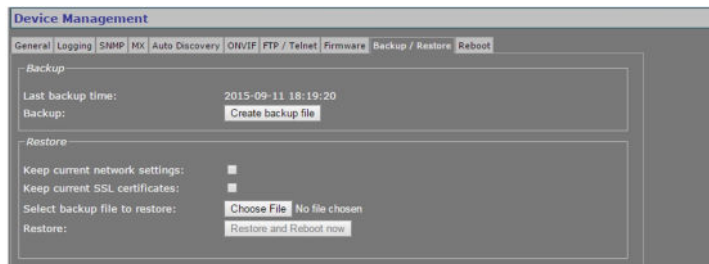 Device Management
General Logging SNMP MX Auto Discovery ONVIF FTP / Telnet Firmware Backup / Restore Reboot
Backup
Last backup time: 2015-09-11 18:19:20
Backup: Create backup file
Restore
Keep current network settings:
Keep current SSL certificates:
Select backup file to restore: Choose File No file chosen
Restore: Restore and Reboot now